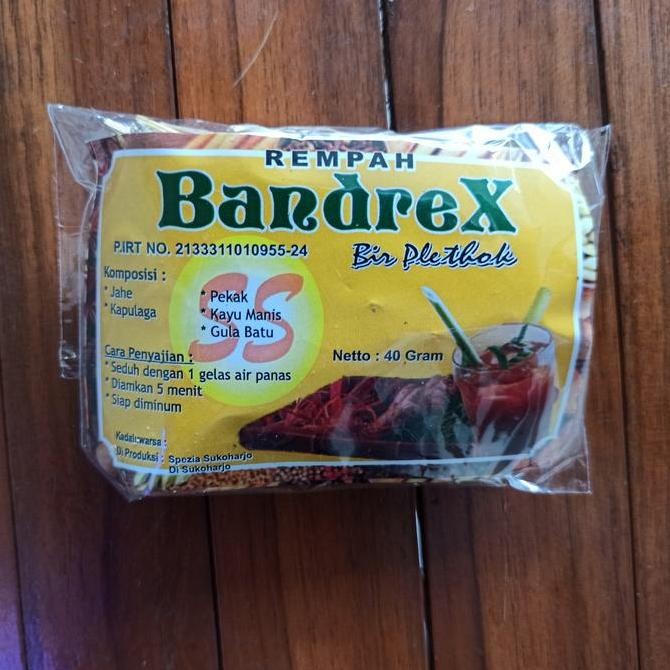 REMPAH
BandreX
P.IRT NO. 2133311010955-24
Bir Plethok
Komposisi :
* Jahe
* Kapulaga
SS
* Pekak
* Kayu Manis
* Gula Batu
Cara Penyajian :
* Seduh dengan 1 gelas air panas
* Diamkan 5 menit
* Siap diminum
Netto : 40 Gram
Kadaluwarsa :
Di Produksi : Spezia Sukoharjo
Di Sukoharjo